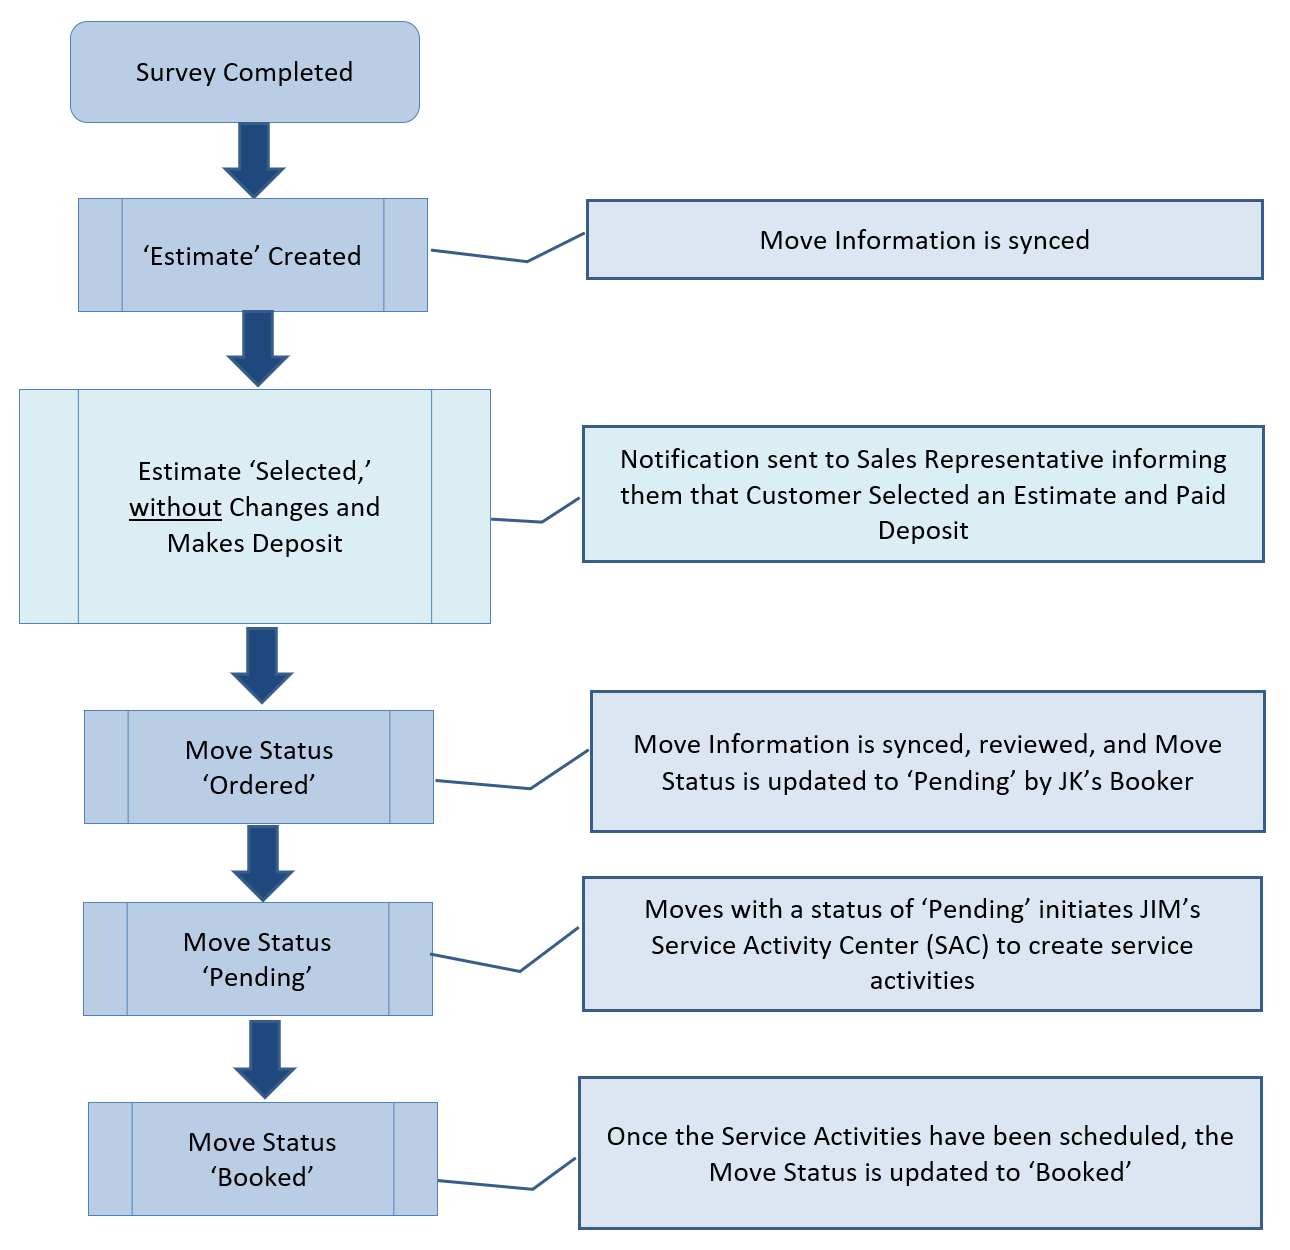 Survey Completed
‘Estimate’ Created
Move Information is synced
Estimate ‘Selected,’
without Changes and
Makes Deposit
Notification sent to Sales Representative informing
them that Customer Selected an Estimate and Paid
Deposit
Move Status
‘Ordered’
Move Information is synced, reviewed, and Move
Status is updated to ‘Pending’ by JK’s Booker
Move Status
‘Pending’
Moves with a status of ‘Pending’ initiates JIM’s
Service Activity Center (SAC) to create service
activities
Move Status
‘Booked’
Once the Service Activities have been scheduled, the
Move Status is updated to ‘Booked’